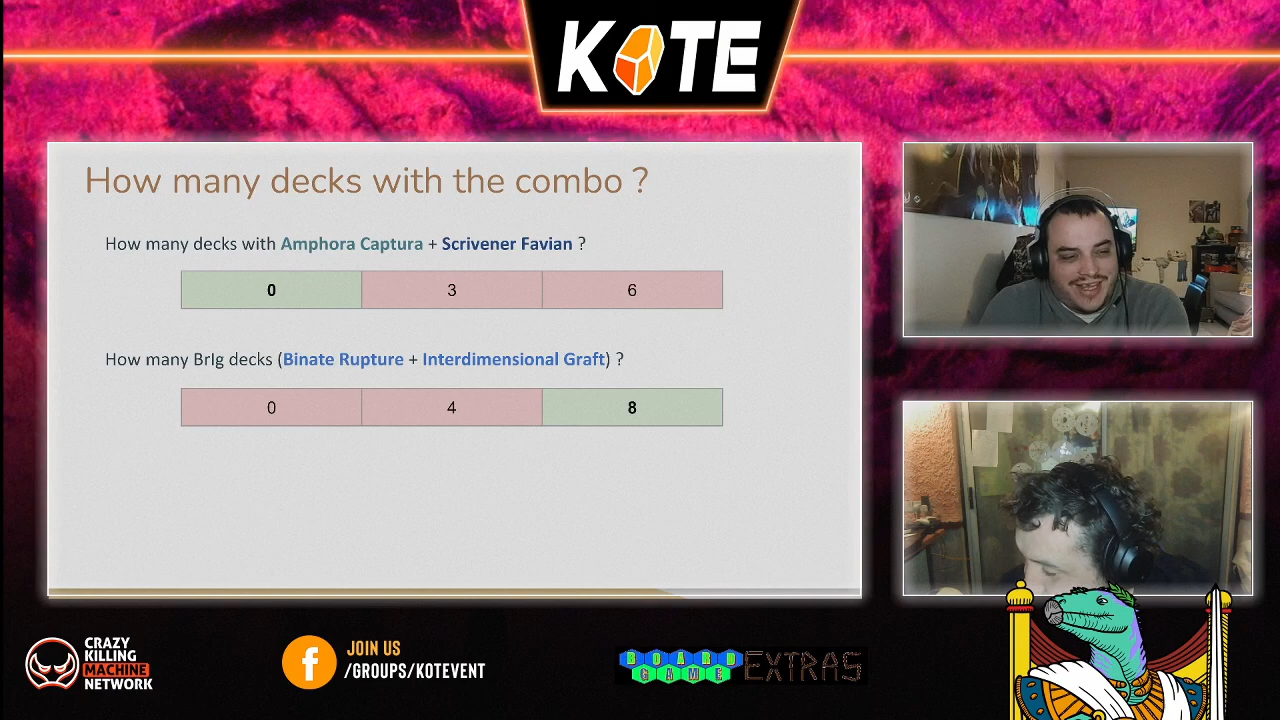 KOTE
How many decks with the combo ?
How many decks with Amphora Captura + Scrivener Favian ?
0 3 6
How many BrIg decks (Binate Rupture + Interdimensional Graft) ?
0 4 8
CRAZY
KILLING
MACHINE
NETWORK
JOIN US
/GROUPS/KOTEVENT
BOARD
GAME
EXTRAS